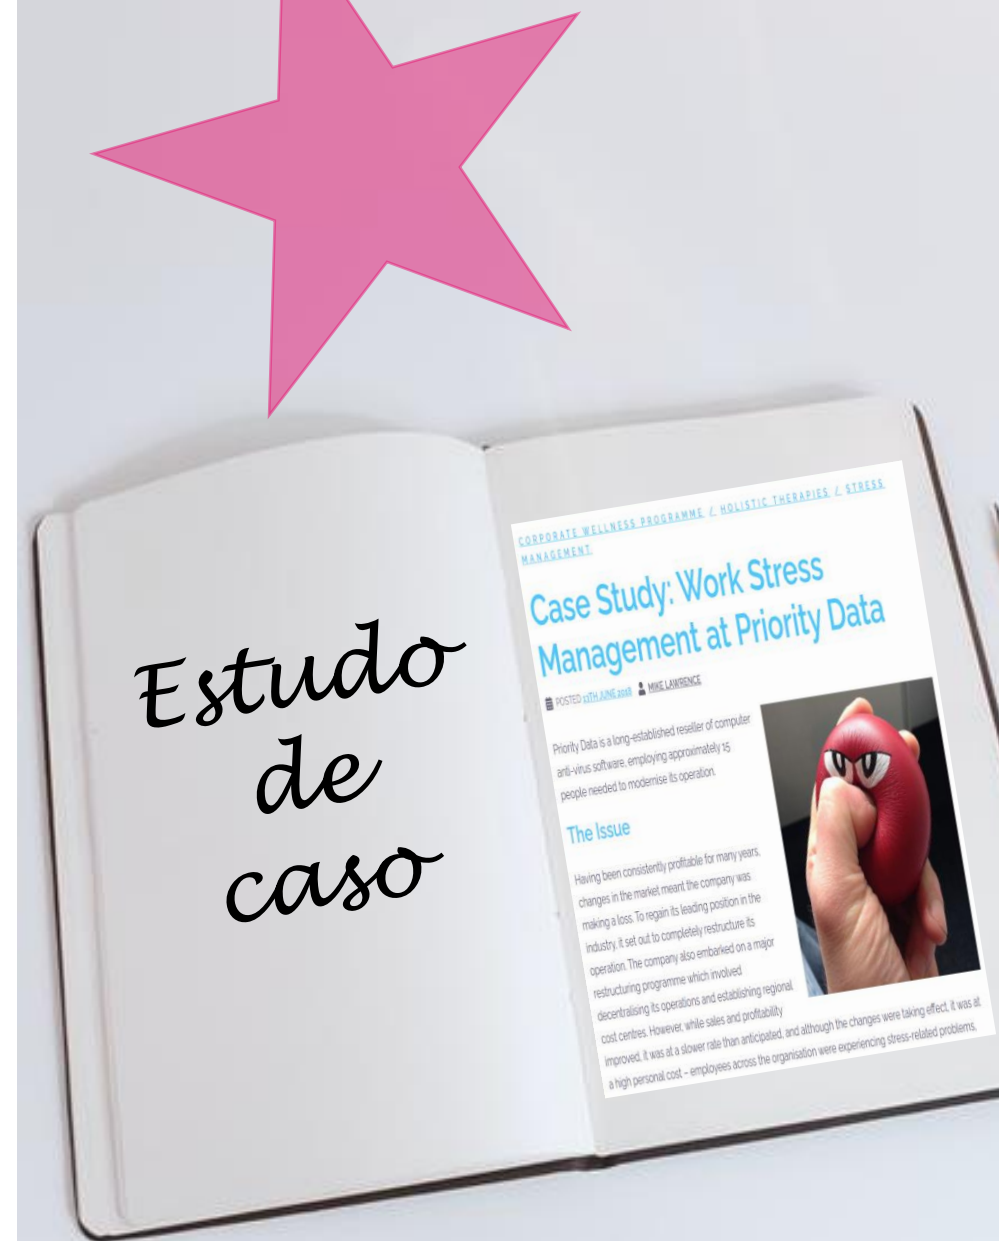 Estudo
de
caso
CORPORATE WELLNESS PROGRAMME / HOLISTIC THERAPIES / STRESS
MANAGEMENT
Case Study: Work Stress
Management at Priority Data
POSTED 13TH JUNE 2018 MIKE LAWRENCE
Priority Data is a long-established reseller of computer
anti-virus software, employing approximately 15
people needed to modernise its operation.
The Issue
Having been consistently profitable for many years,
changes in the market meant the company was
making a loss. To regain its leading position in the
industry, it set out to completely restructure its
operation. The company also embarked on a major
restructuring programme which involved
decentralising its operations and establishing regional
cost centres. However, while sales and profitability
improved, it was at a slower rate than anticipated, and although the changes were taking effect, it was at
a high personal cost – employees across the organisation were experiencing stress-related problems,